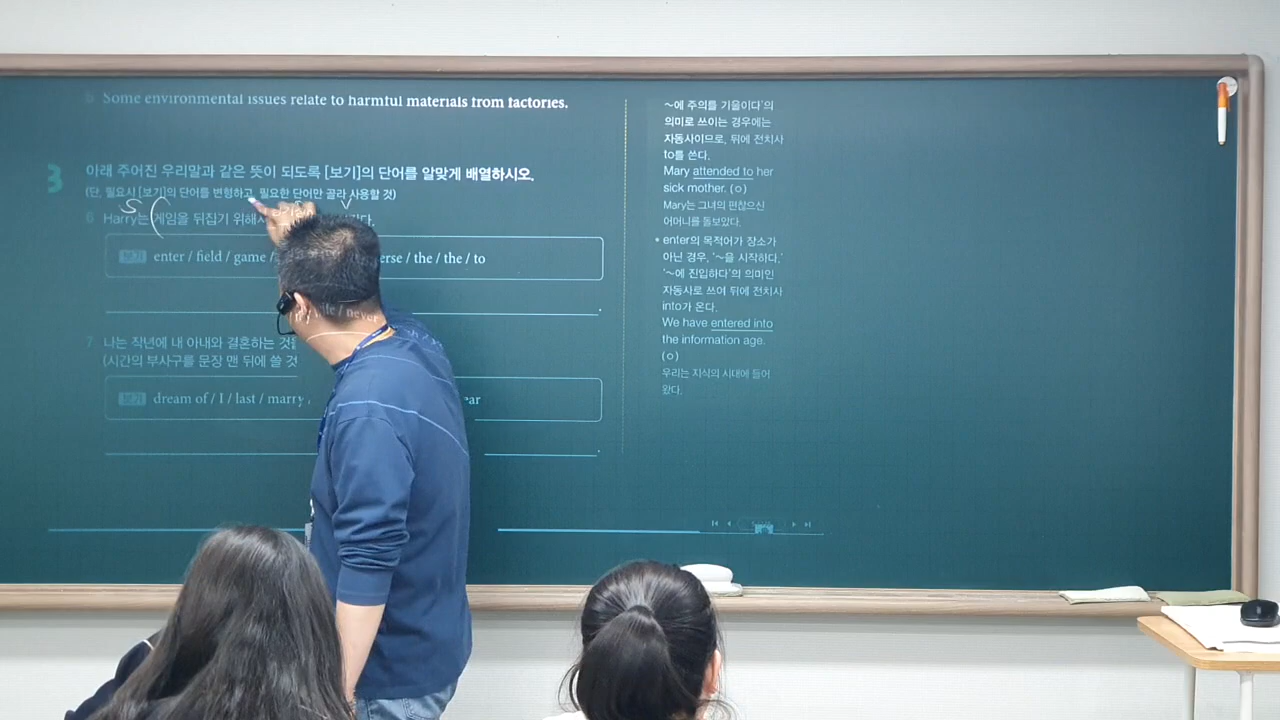 5 Some environmental issues relate to harmful materials from factories.
3 아래 주어진 우리말과 같은 뜻이 되도록 [보기]의 단어를 알맞게 배열하시오.
(단, 필요시 [보기]의 단어를 변형하고, 필요한 단어만 골라 사용할 것)
S ( V
6 Harry는 게임을 뒤집기 위해서
보기 enter / field / game / erse / the / the / to
life / never
7 나는 작년에 내 아내와 결혼하는 것을
(시간의 부사구를 문장 맨 뒤에 쓸 것
보기 dream of / I / last / marry ear
~에 주의를 기울이다'의
의미로 쓰이는 경우에는
자동사이므로, 뒤에 전치사
to를 쓴다.
Mary attended to her
sick mother. (o)
Mary는 그녀의 편찮으신
어머니를 돌보았다.
• enter의 목적어가 장소가
아닌 경우, '~을 시작하다,'
'~에 진입하다'의 의미인
자동사로 쓰여 뒤에 전치사
into가 온다.
We have entered into
the information age.
(o)
우리는 지식의 시대에 들어
왔다.